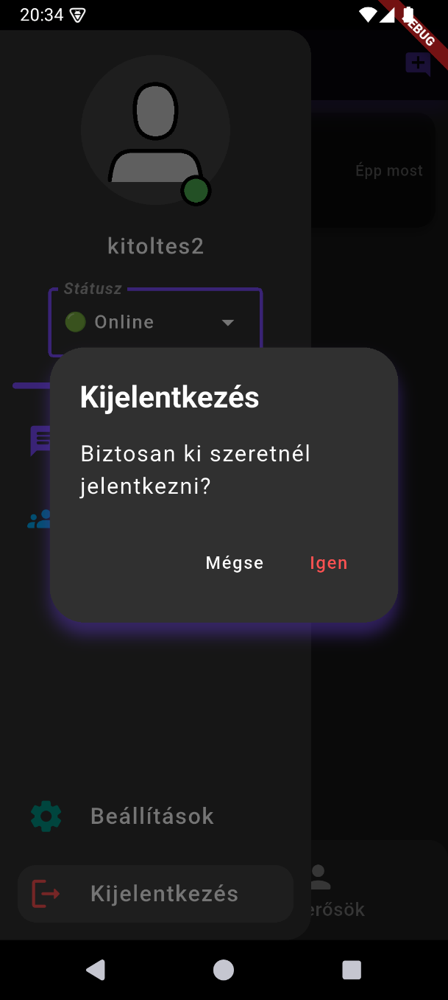 20:34
DEBUG
Épp most
kitoltes2
Státusz
Online
Kijelentkezés
Biztosan ki szeretnél
jelentkezni?
Mégse
Igen
Beállítások
Kijelentkezés
erősök